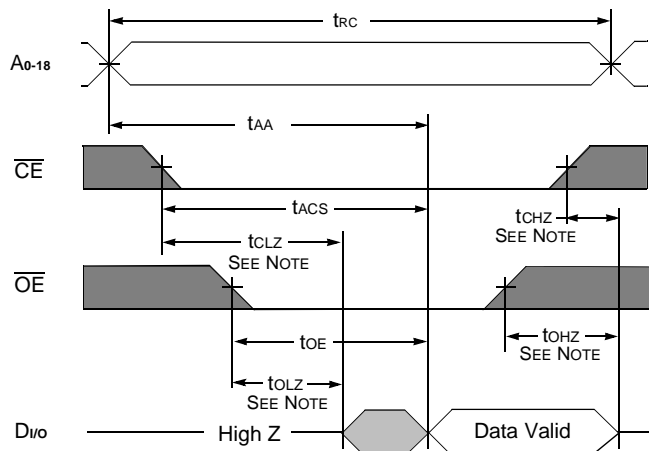 tRC
A0-18
tAA
CE
tACS
tCHZ
SEE NOTE
tCLZ
SEE NOTE
OE
tOE
tOHZ
SEE NOTE
tOLZ
SEE NOTE
DI/O
High Z
Data Valid